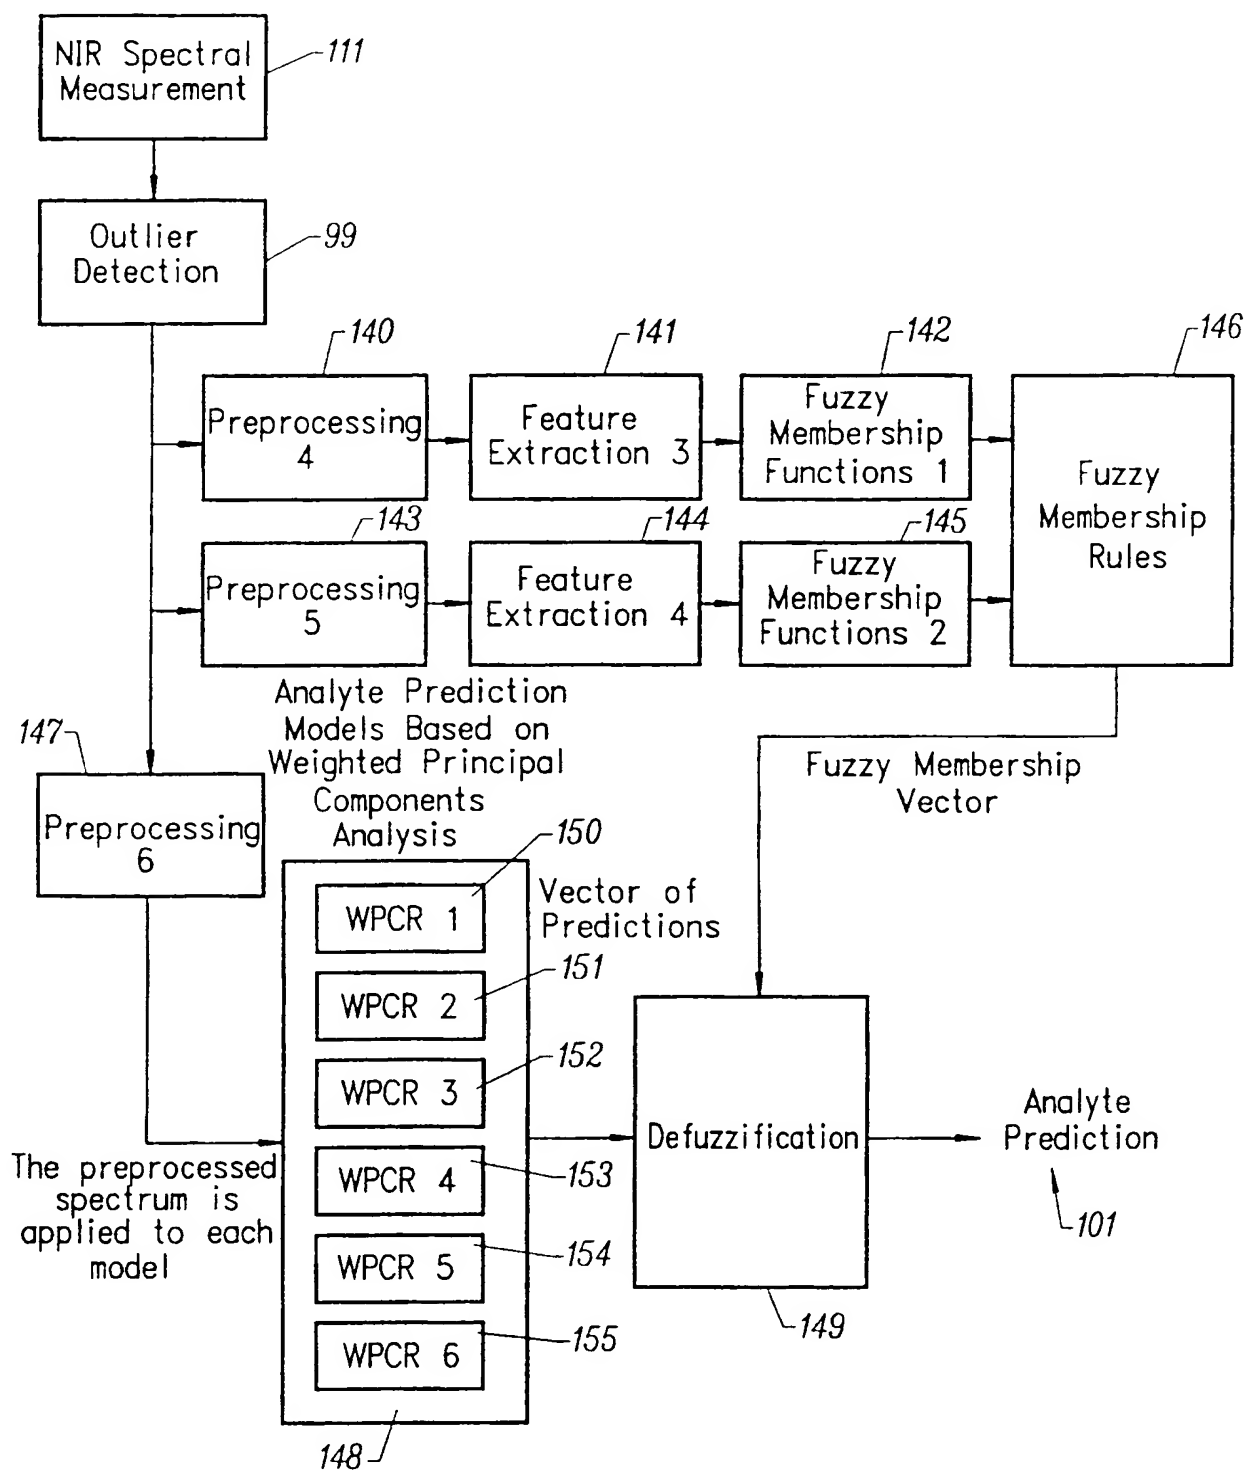 NIR Spectral
Measurement
111
Outlier
Detection
99
140
Preprocessing
4
141
Feature
Extraction 3
142
Fuzzy
Membership
Functions 1
146
Fuzzy
Membership
Rules
143
Preprocessing
5
144
Feature
Extraction 4
145
Fuzzy
Membership
Functions 2
Analyte Prediction
Models Based on
Weighted Principal
Components
Analysis
147
Preprocessing
6
Fuzzy Membership
Vector
150
WPCR 1
Vector of
Predictions
151
WPCR 2
152
WPCR 3
153
WPCR 4
154
WPCR 5
155
WPCR 6
148
The preprocessed
spectrum is
applied to each
model
Defuzzification
149
Analyte
Prediction
101